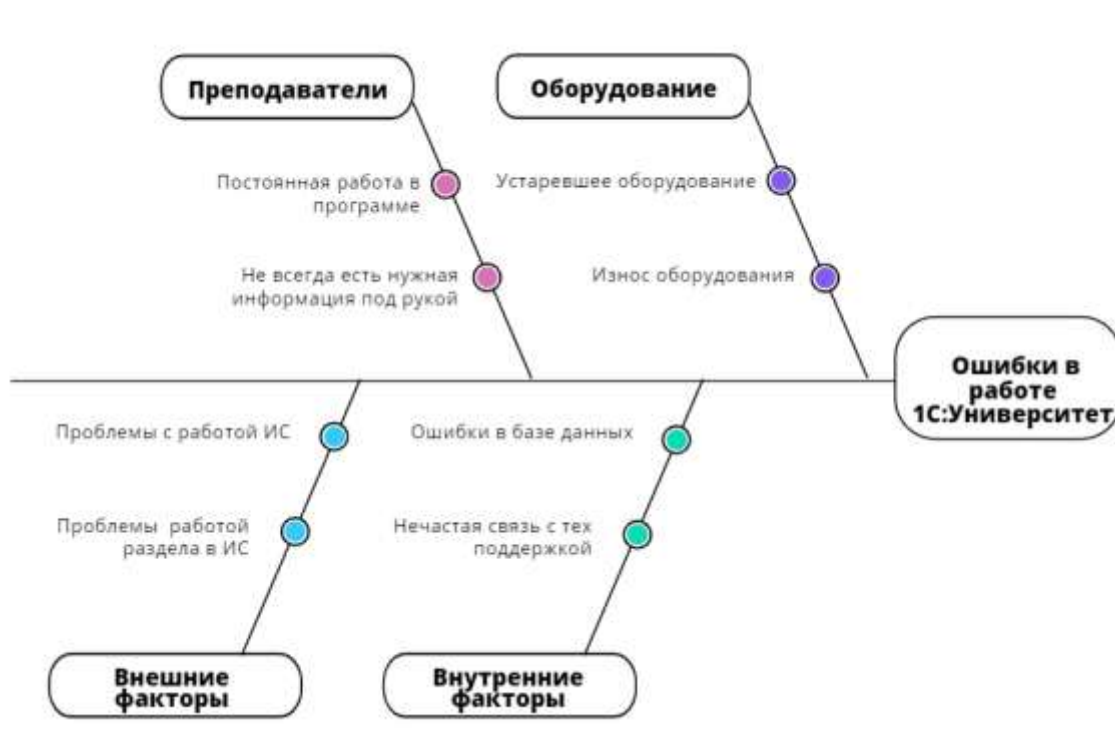 Преподаватели
Оборудование
Постоянная работа в
программе
Устаревшее оборудование
Не всегда есть нужная
информация под рукой
Износ оборудования
Ошибки в
работе
1С:Университет
Проблемы с работой ИС
Ошибки в базе данных
Проблемы работой
раздела в ИС
Нечастая связь с тех
поддержкой
Внешние
факторы
Внутренние
факторы